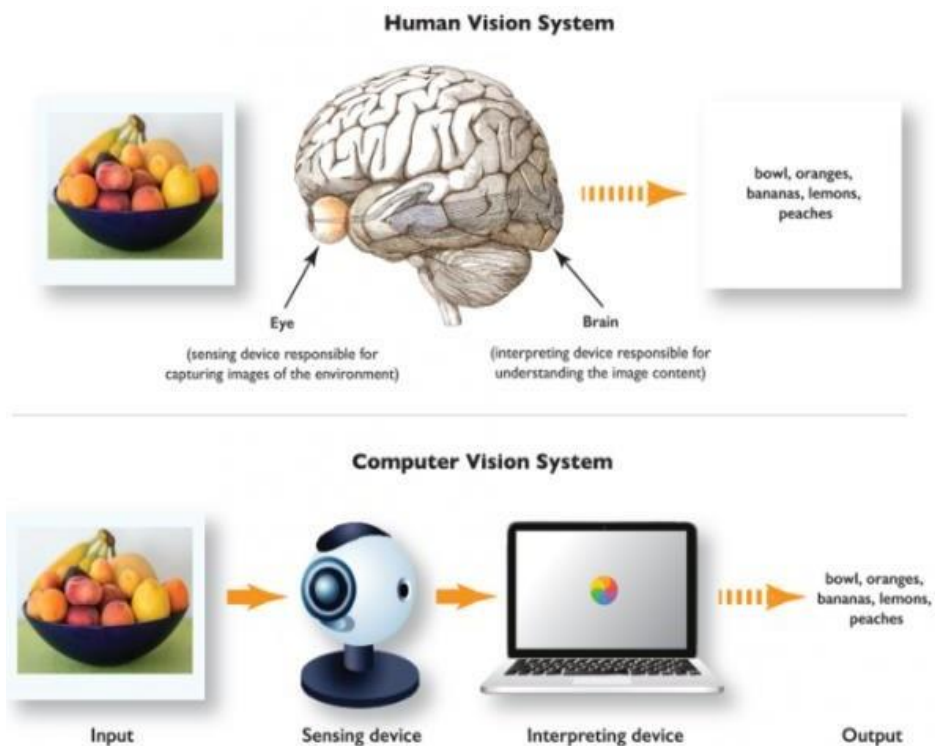 Human Vision System
bowl, oranges,
bananas, lemons,
peaches
Eye
(sensing device responsible for
capturing images of the environment)
Brain
(interpreting device responsible for
understanding the image content)
Computer Vision System
bowl, oranges,
bananas, lemons,
peaches
Input
Sensing device
Interpreting device
Output